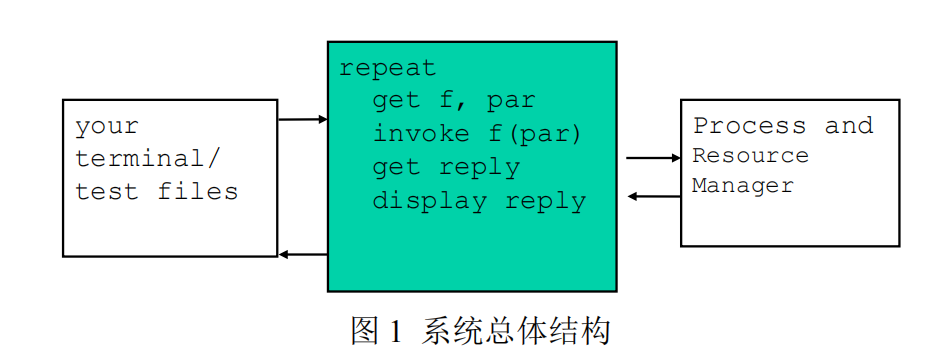 your
terminal/
test files
repeat
get f, par
invoke f(par)
get reply
display reply
Process and
Resource
Manager
图 1 系统总体结构